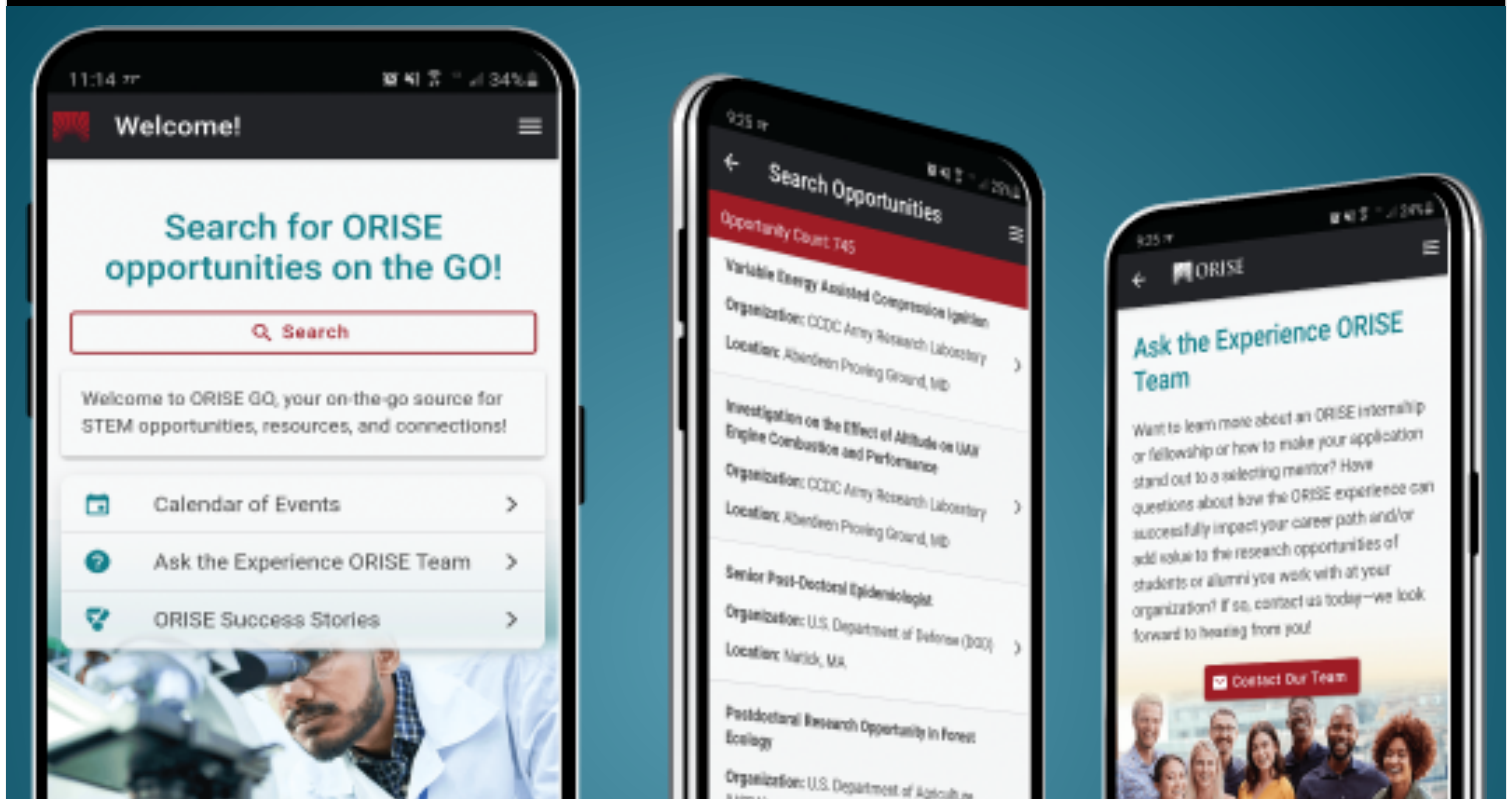 11:14
34%
Welcome!
Search for ORISE
opportunities on the GO!
Search
Welcome to ORISE GO, your on-the-go source for
STEM opportunities, resources, and connections!
Calendar of Events
Ask the Experience ORISE Team
ORISE Success Stories
9:25
Search Opportunities
Opportunity Count: 745
Variable Energy Assisted Compression Ignition
Organization: CCDC Army Research Laboratory
Location: Aberdeen Proving Ground, MD
Investigation on the Effect of Altitude on UAV
Engine Combustion and Performance
Organization: CCDC Army Research Laboratory
Location: Aberdeen Proving Ground, MD
Senior Post-Doctoral Epidemiologist
Organization: U.S. Department of Defense (DOD)
Location: Natick, MA
Postdoctoral Research Opportunity in Forest
Ecology
Organization: U.S. Department of Agriculture
9:25
ORISE
Ask the Experience ORISE
Team
Want to learn more about an ORISE internship
or fellowship or how to make your application
stand out to a selecting mentor? Have
questions about how the ORISE experience can
successfully impact your career path and/or
add value to the research opportunities of
students or alumni you work with at your
organization? If so, contact us today—we look
forward to hearing from you!
Contact Our Team